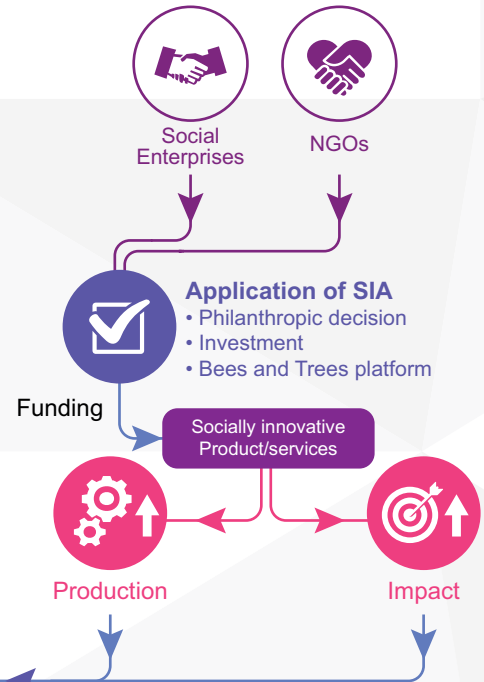 Social
Enterprises
NGOs
Application of SIA
• Philanthropic decision
• Investment
• Bees and Trees platform
Funding
Socially innovative
Product/services
Production
Impact